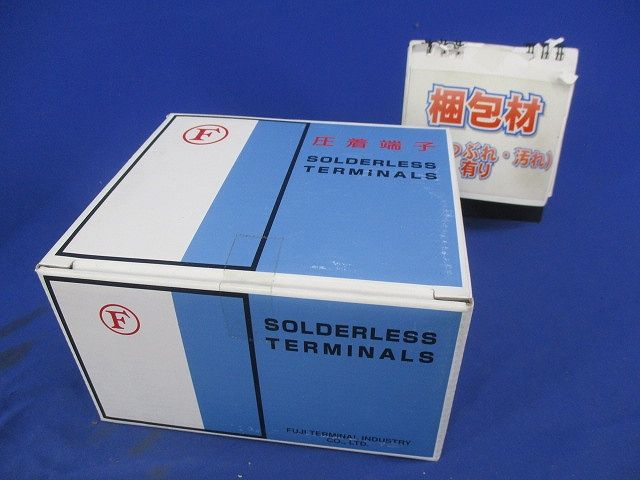 F
圧着端子
SOLDERLESS
TERMiNALS
F
SOLDERLESS
TERMINALS
FUJI TERMINAL INDUSTRY
CO., LTD.
梱包材
つぶれ・汚れ)
有り